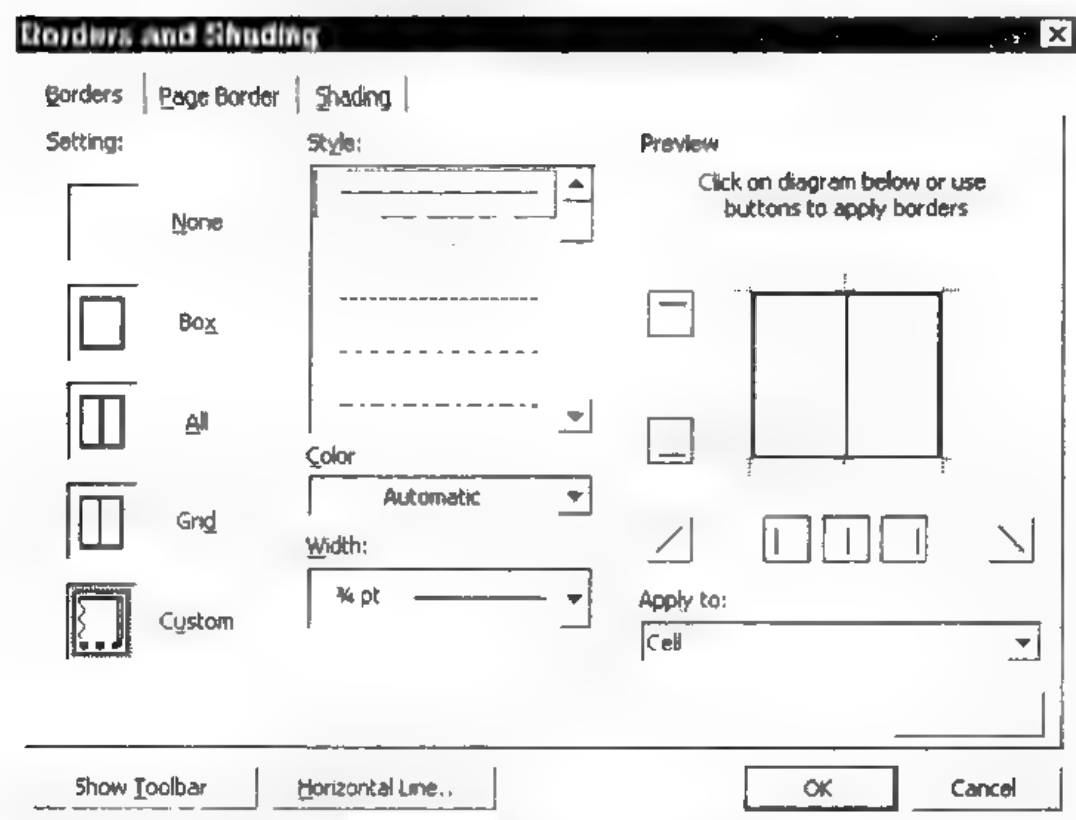 Borders and Shading
Borders Page Border Shading
Setting:
None
Box
All
Grid
Custom
Style:
Color
Automatic
Width:
¾ pt
Preview
Click on diagram below or use
buttons to apply borders
Apply to:
Cell
Show Toolbar
Horizontal Line..
OK
Cancel